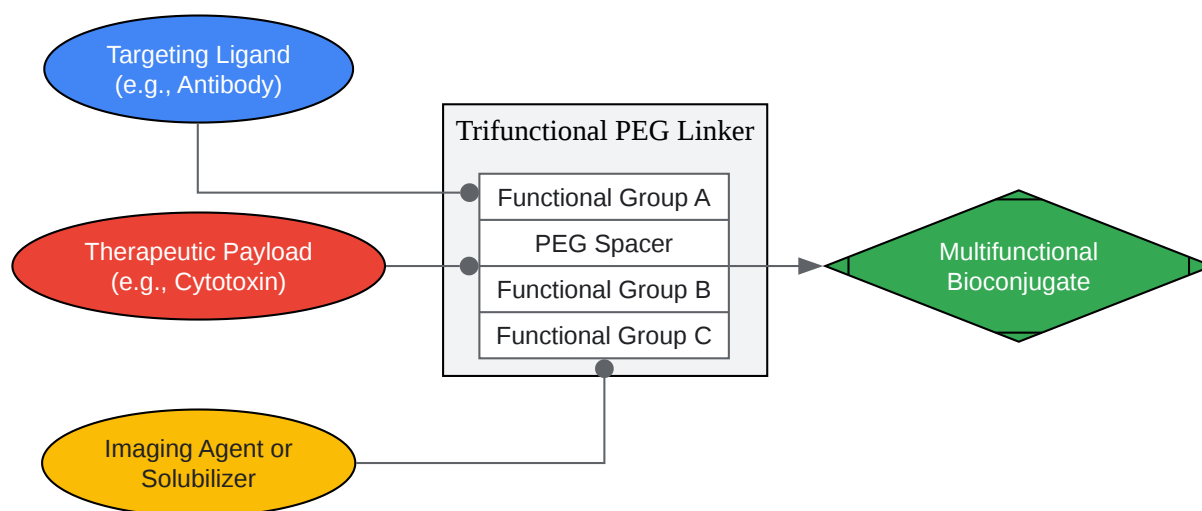 Targeting Ligand
(e.g., Antibody)
Trifunctional PEG Linker
Functional Group A
PEG Spacer
Functional Group B
Functional Group C
Therapeutic Payload
(e.g., Cytotoxin)
Multifunctional
Bioconjugate
Imaging Agent or
Solubilizer